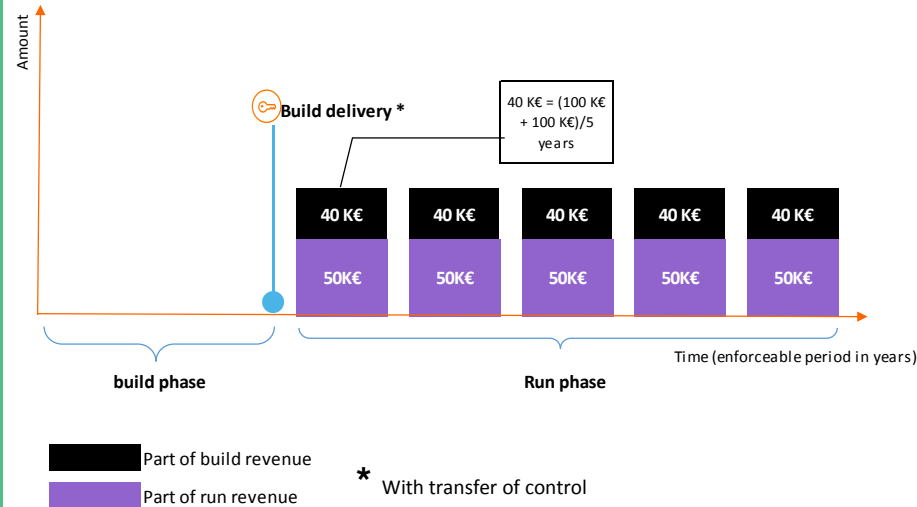 Amount
Build delivery *
40 K€ = (100 K€
+ 100 K€)/5
years
40 K€ 40 K€ 40 K€ 40 K€ 40 K€
50K€ 50K€ 50K€ 50K€ 50K€
Time (enforceable period in years)
build phase
Run phase
Part of build revenue
Part of run revenue
* With transfer of control